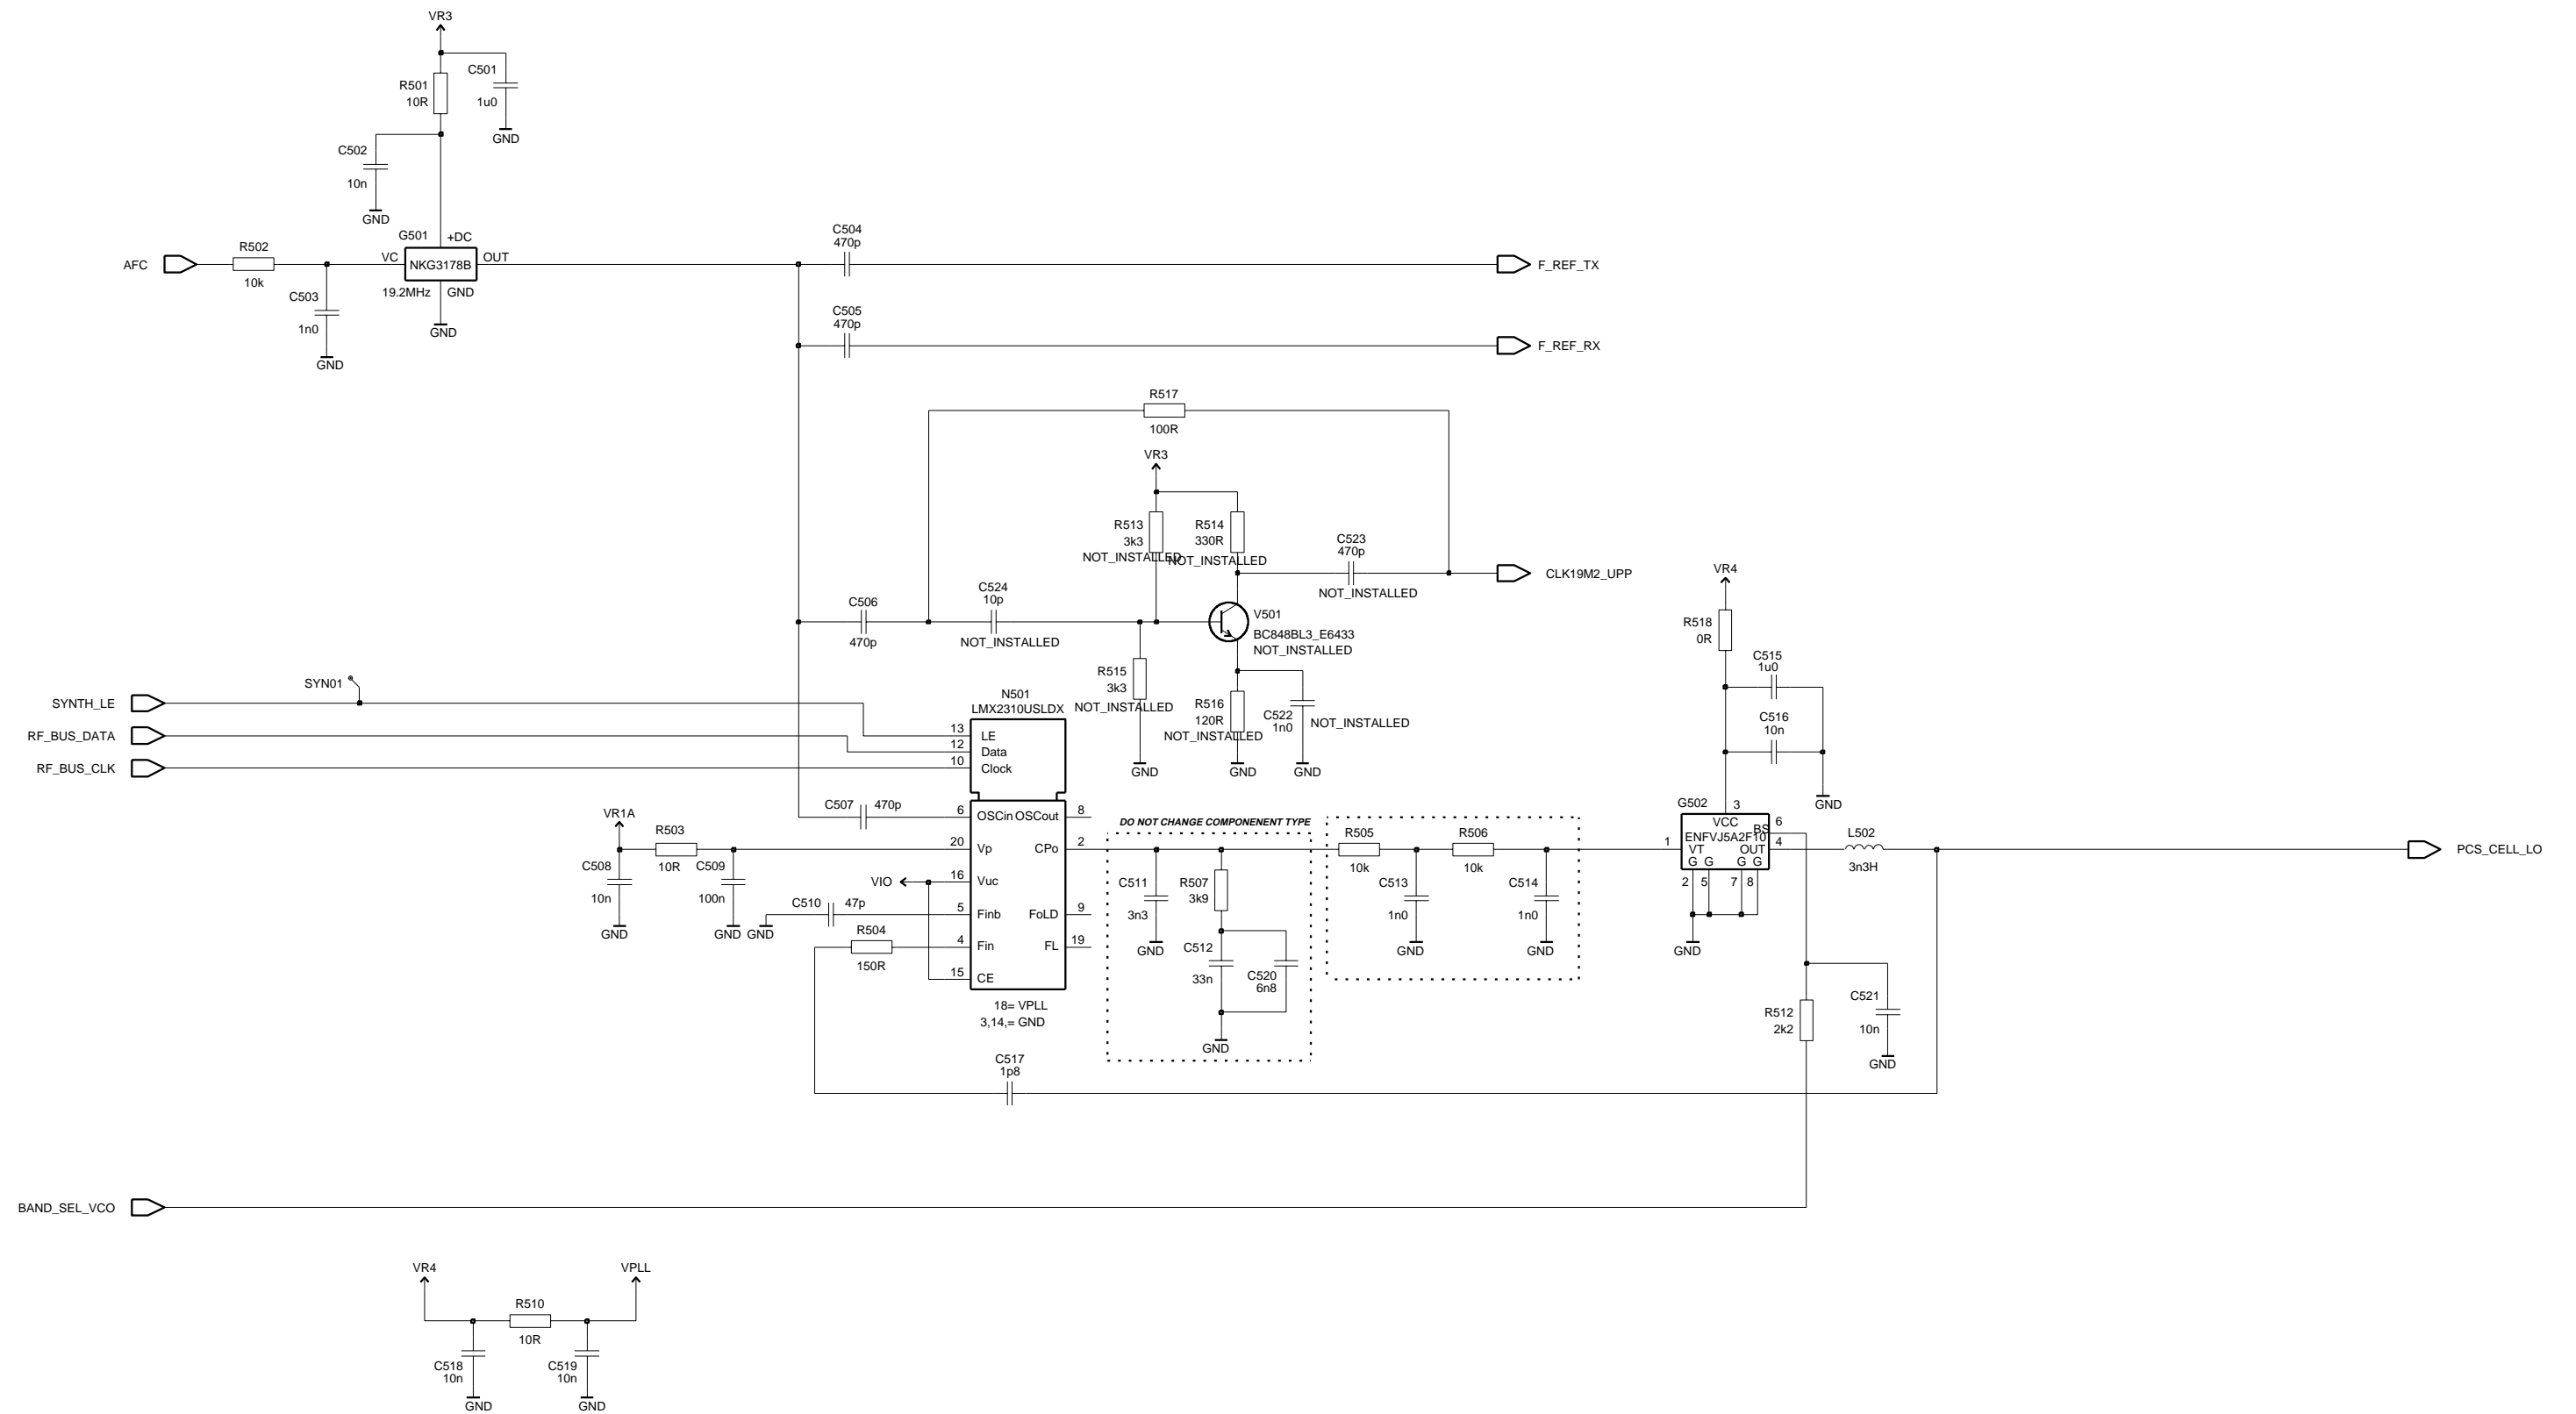 VR3
C501
1u0
GND
R501
10R
C502
10n
GND
G501
+DC
VC
NKG3178B
OUT
19.2MHz
GND
GND
AFC
R502
10k
C503
1n0
GND
C504
470p
F_REF_TX
C505
470p
F_REF_RX
R517
100R
VR3
R513
3k3
NOT_INSTALLED
R514
330R
NOT_INSTALLED
C523
470p
NOT_INSTALLED
CLK19M2_UPP
C506
470p
C524
10p
NOT_INSTALLED
V501
BC848BL3_E6433
NOT_INSTALLED
R515
3k3
NOT_INSTALLED
GND
R516
120R
NOT_INSTALLED
GND
C522
1n0
NOT_INSTALLED
GND
VR4
R518
0R
C515
1u0
C516
10n
GND
SYNTH_LE
SYN01
RF_BUS_DATA
RF_BUS_CLK
N501
LMX2310USLDX
13
LE
12
Data
10
Clock
C507
470p
6
OSCin
OSCout
8
VR1A
R503
10R
C508
10n
GND
C509
100n
GND
20
Vp
CPo
2
VIO
16
Vuc
C510
47p
GND
5
Finb
FoLD
9
R504
150R
4
Fin
FL
19
15
CE
18= VPLL
3,14,= GND
DO NOT CHANGE COMPONENENT TYPE
C511
3n3
GND
R507
3k9
C512
33n
C520
6n8
GND
R505
10k
C513
1n0
GND
R506
10k
C514
1n0
GND
G502
3
VCC
BS
6
ENFVJ5A2F10
1
VT
OUT
4
G
G
G
G
2
5
7
8
GND
L502
3n3H
PCS_CELL_LO
R512
2k2
C521
10n
GND
C517
1p8
BAND_SEL_VCO
VR4
VPLL
R510
10R
C518
10n
GND
C519
10n
GND